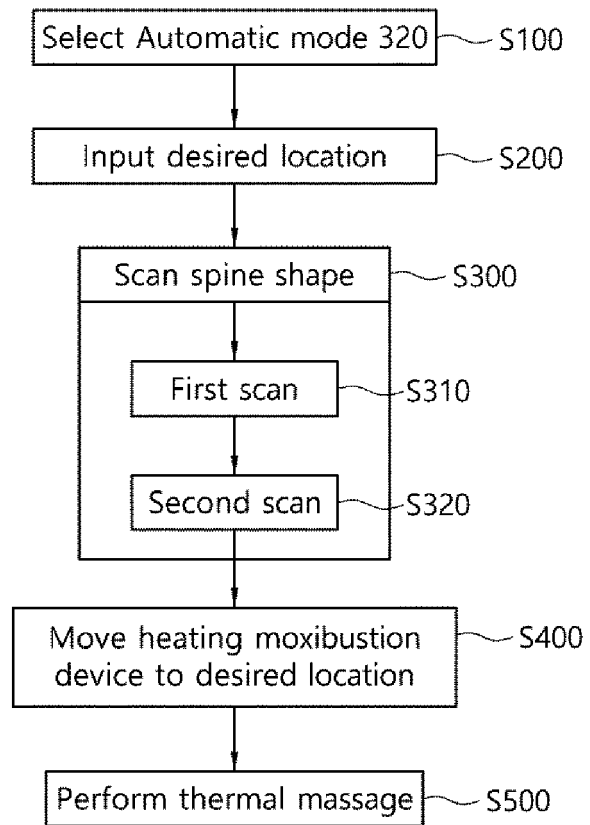 Select Automatic mode 320 S100
Input desired location S200
Scan spine shape S300
First scan S310
Second scan S320
Move heating moxibustion
device to desired location S400
Perform thermal massage S500